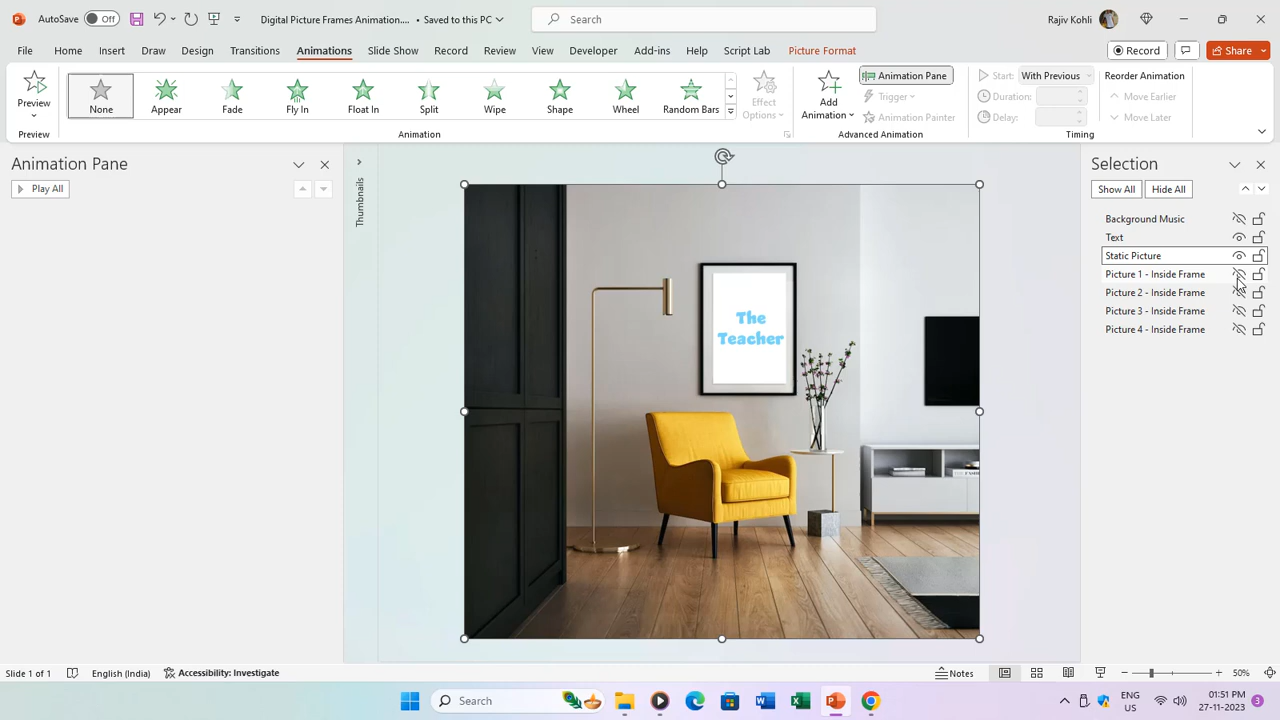 AutoSave Off Digital Picture Frames Animation.... • Saved to this PC Search Rajiv Kohli
File Home Insert Draw Design Transitions Animations Slide Show Record Review View Developer Add-ins Help Script Lab Picture Format Record Share
Preview None Appear Fade Fly In Float In Split Wipe Shape Wheel Random Bars Effect Options Add Animation Animation Pane Trigger Animation Painter Start: With Previous Duration: Delay: Reorder Animation Move Earlier Move Later
Preview Animation Advanced Animation Timing
Animation Pane
Play All
Thumbnails
The
Teacher
Selection
Show All Hide All
Background Music
Text
Static Picture
Picture 1 - Inside Frame
Picture 2 - Inside Frame
Picture 3 - Inside Frame
Picture 4 - Inside Frame
Slide 1 of 1 English (India) Accessibility: Investigate Notes 50%
Search ENG US 01:51 PM 27-11-2023 3